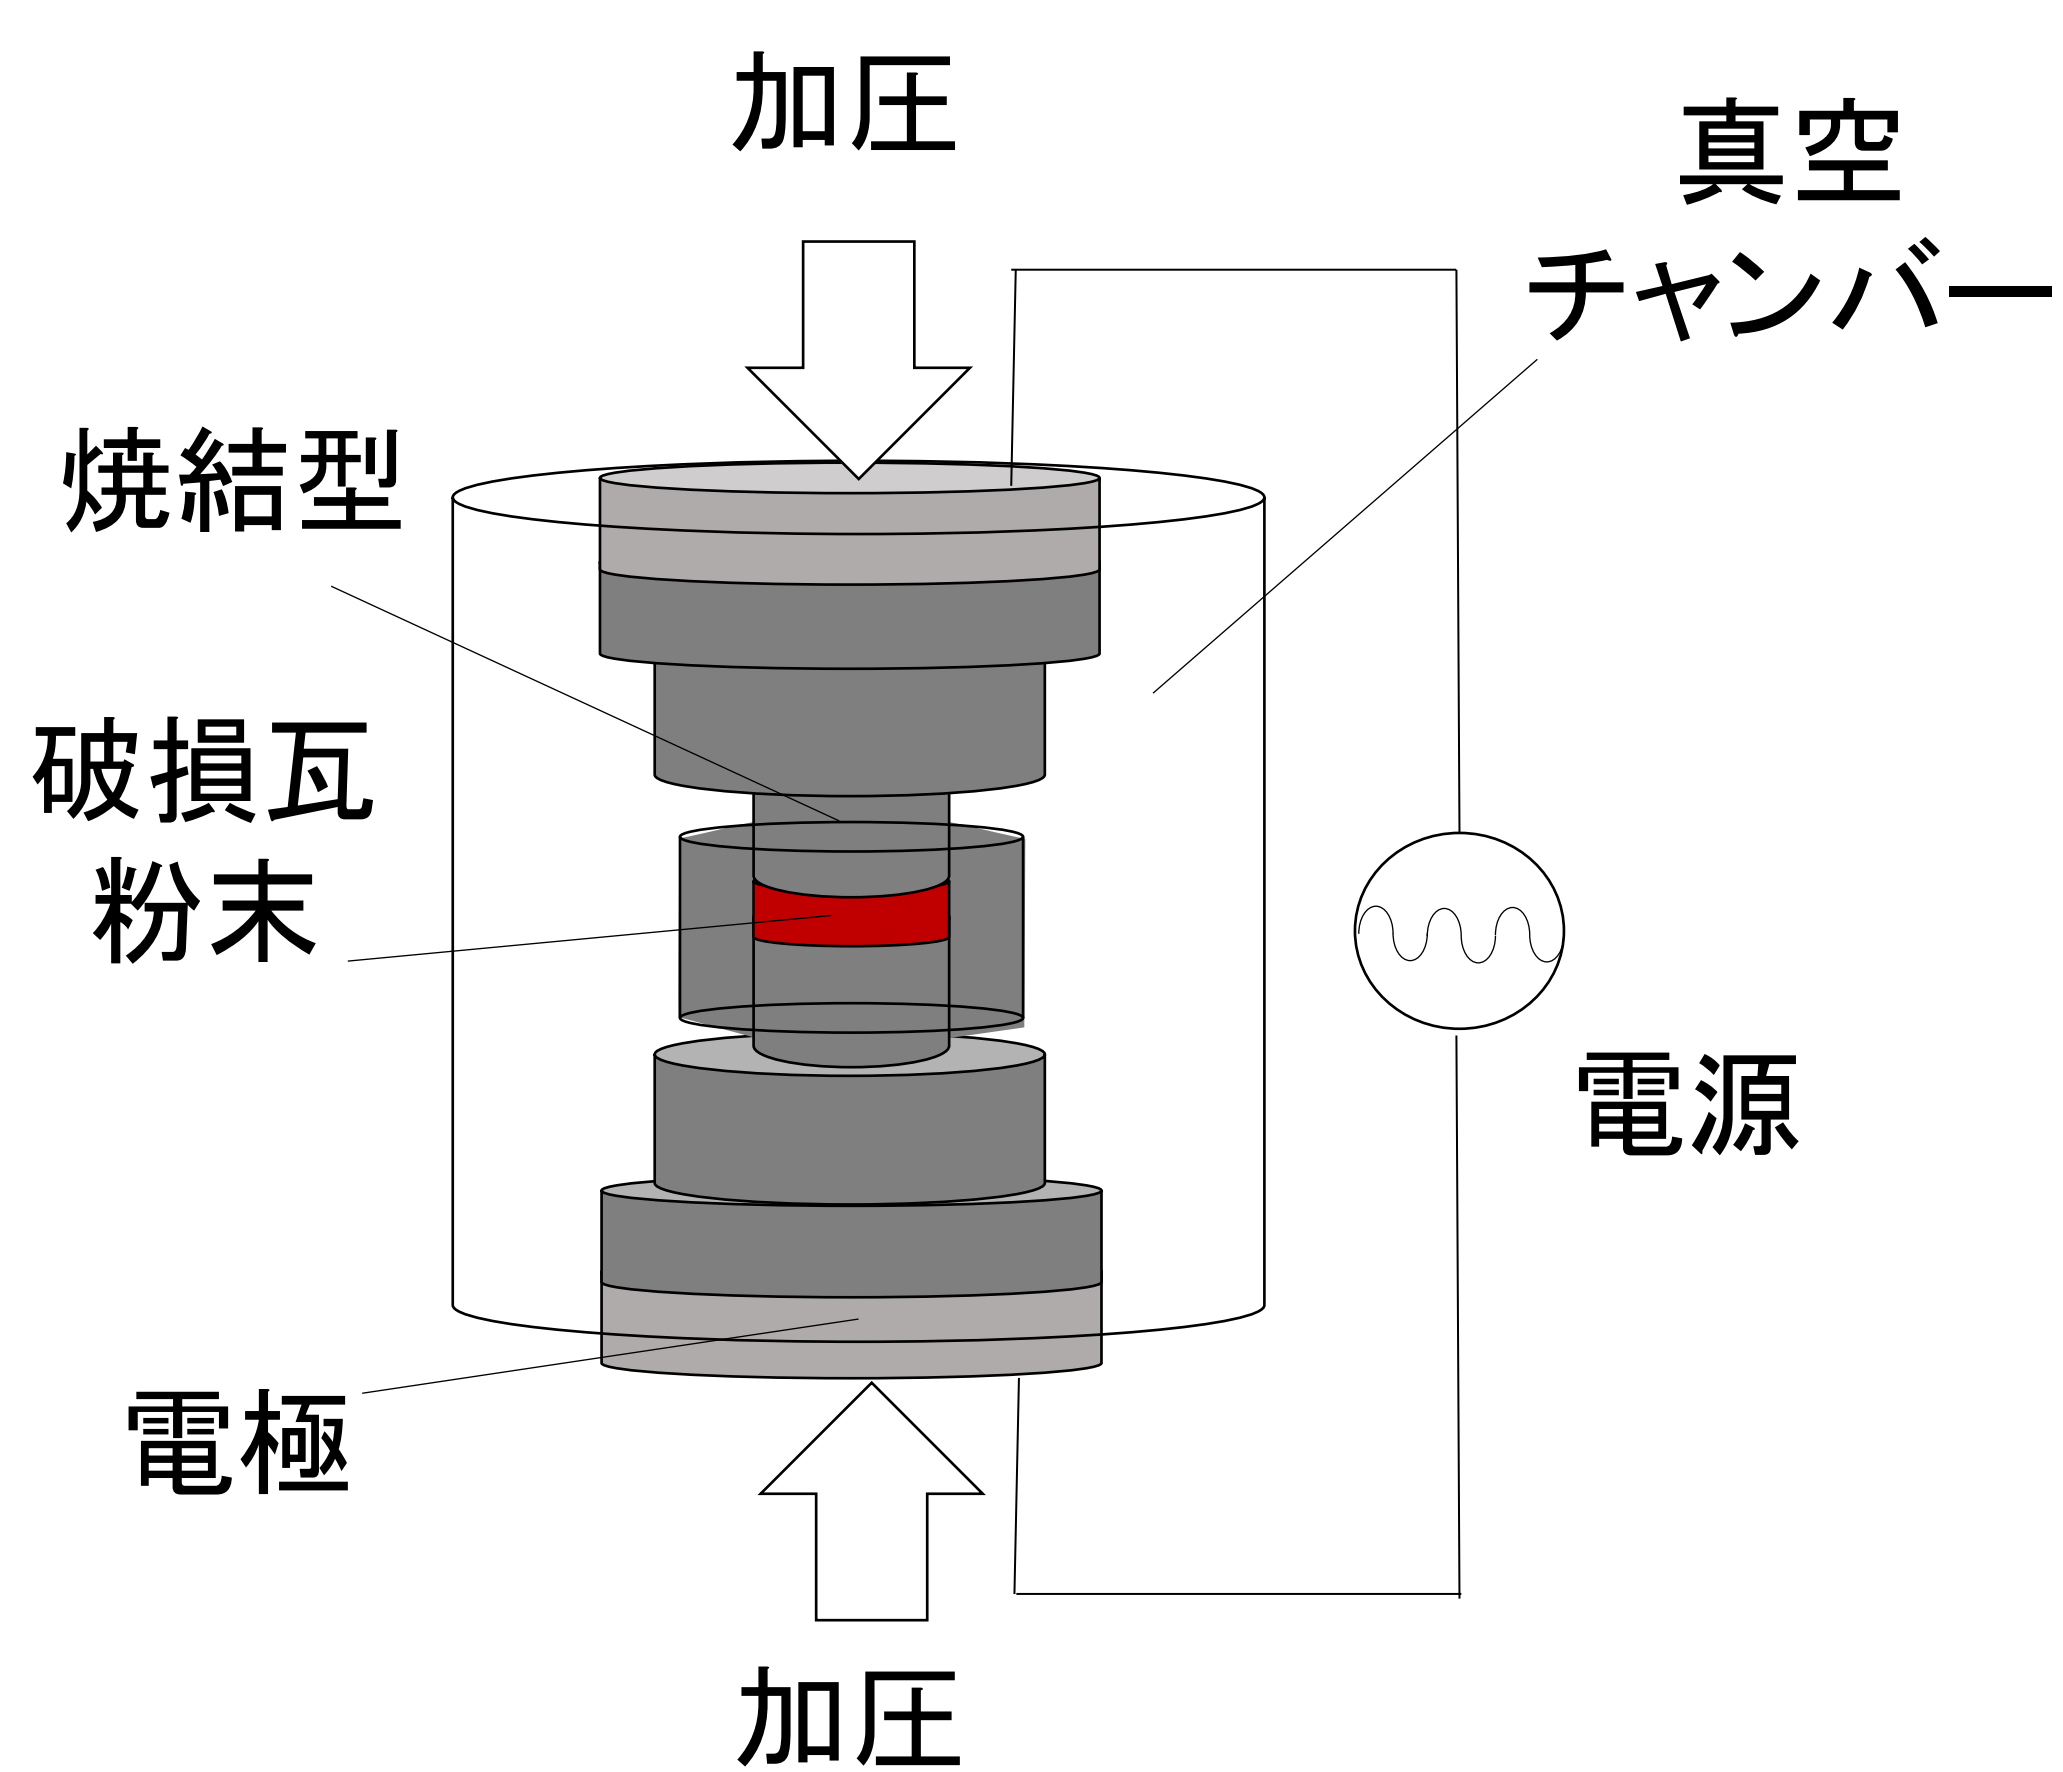 加圧
真空
チャンバー
焼結型
破損瓦
粉末
電源
電極
加圧